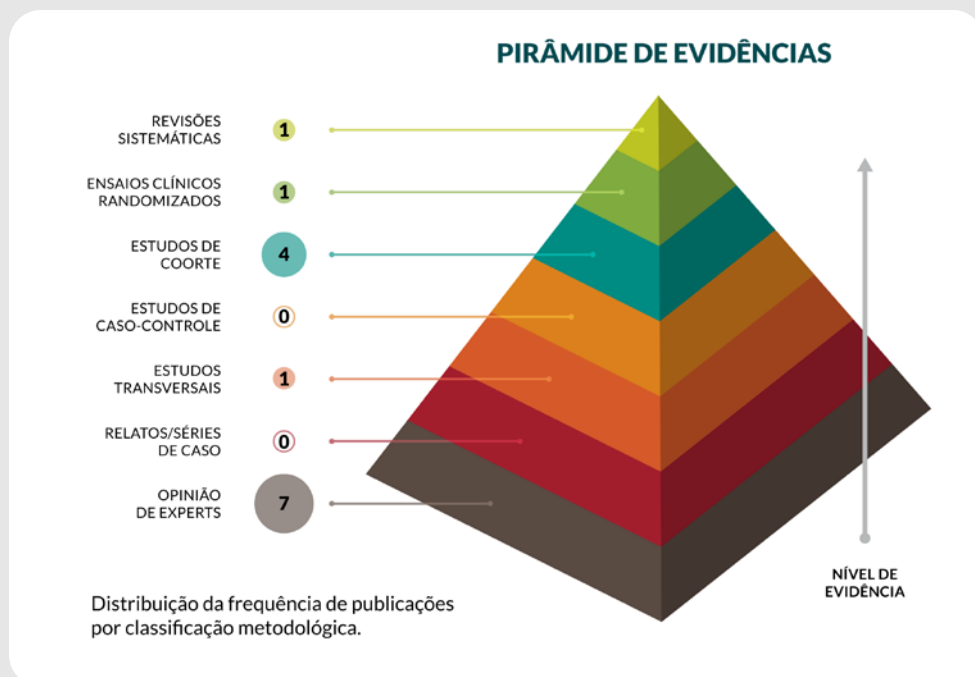 PIRÂMIDE DE EVIDÊNCIAS
REVISÕES
SISTEMÁTICAS
1
ENSAIOS CLÍNICOS
RANDOMIZADOS
1
ESTUDOS DE
COORTE
4
ESTUDOS DE
CASO-CONTROLE
0
ESTUDOS
TRANSVERSAIS
1
RELATOS/SÉRIES
DE CASO
0
OPINIÃO
DE EXPERTS
7
NÍVEL DE
EVIDÊNCIA
Distribuição da frequência de publicações
por classificação metodológica.